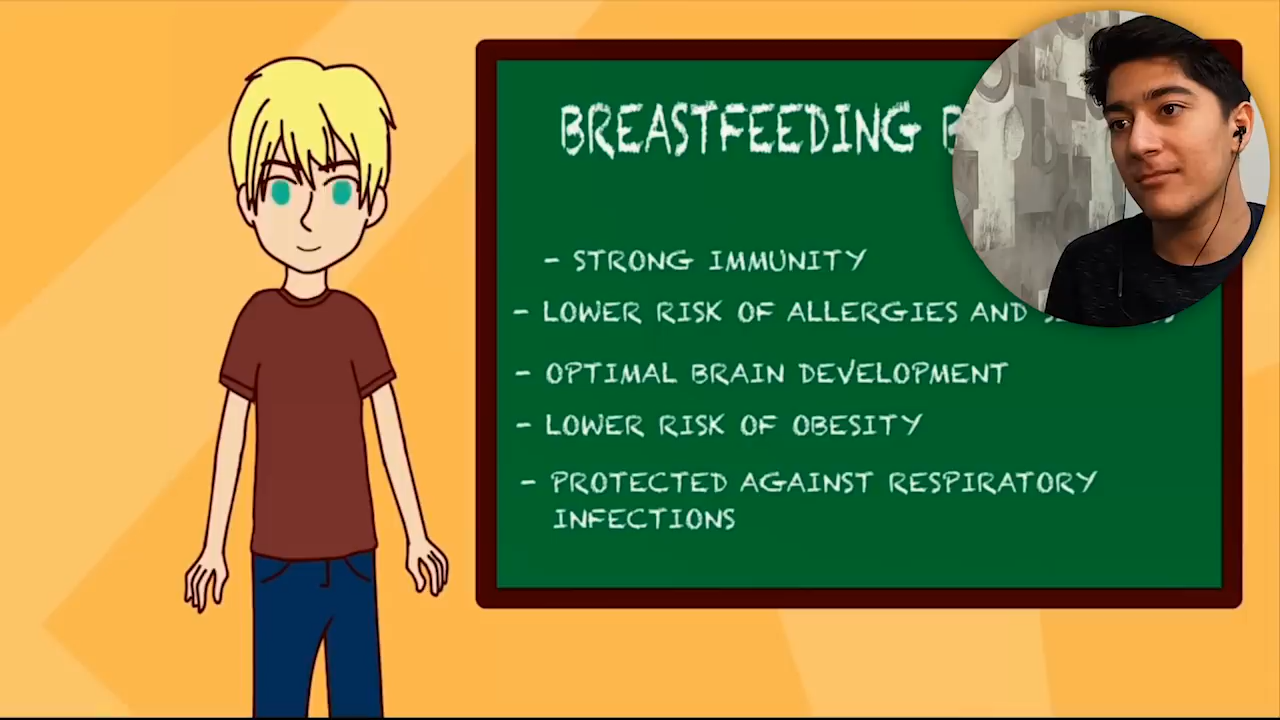 BREASTFEEDING
- STRONG IMMUNITY
- LOWER RISK OF ALLERGIES AND
- OPTIMAL BRAIN DEVELOPMENT
- LOWER RISK OF OBESITY
- PROTECTED AGAINST RESPIRATORY
INFECTIONS